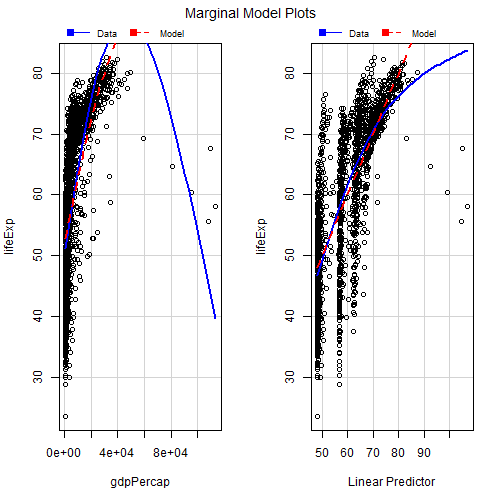 Marginal Model Plots
Data Model
Data Model
lifeExp
30 40 50 60 70 80
0e+00 4e+04 8e+04
gdpPercap
lifeExp
30 40 50 60 70 80
50 60 70 80 90
Linear Predictor